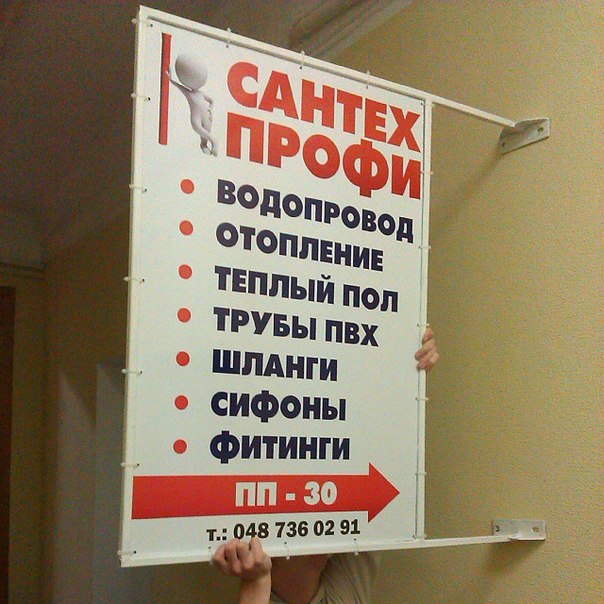 САНТЕХ
ПРОФИ
ВОДОПРОВОД
ОТОПЛЕНИЕ
ТЕПЛЫЙ ПОЛ
ТРУБЫ ПВХ
ШЛАНГИ
СИФОНЫ
ФИТИНГИ
ПП - 30
т.: 048 736 02 91